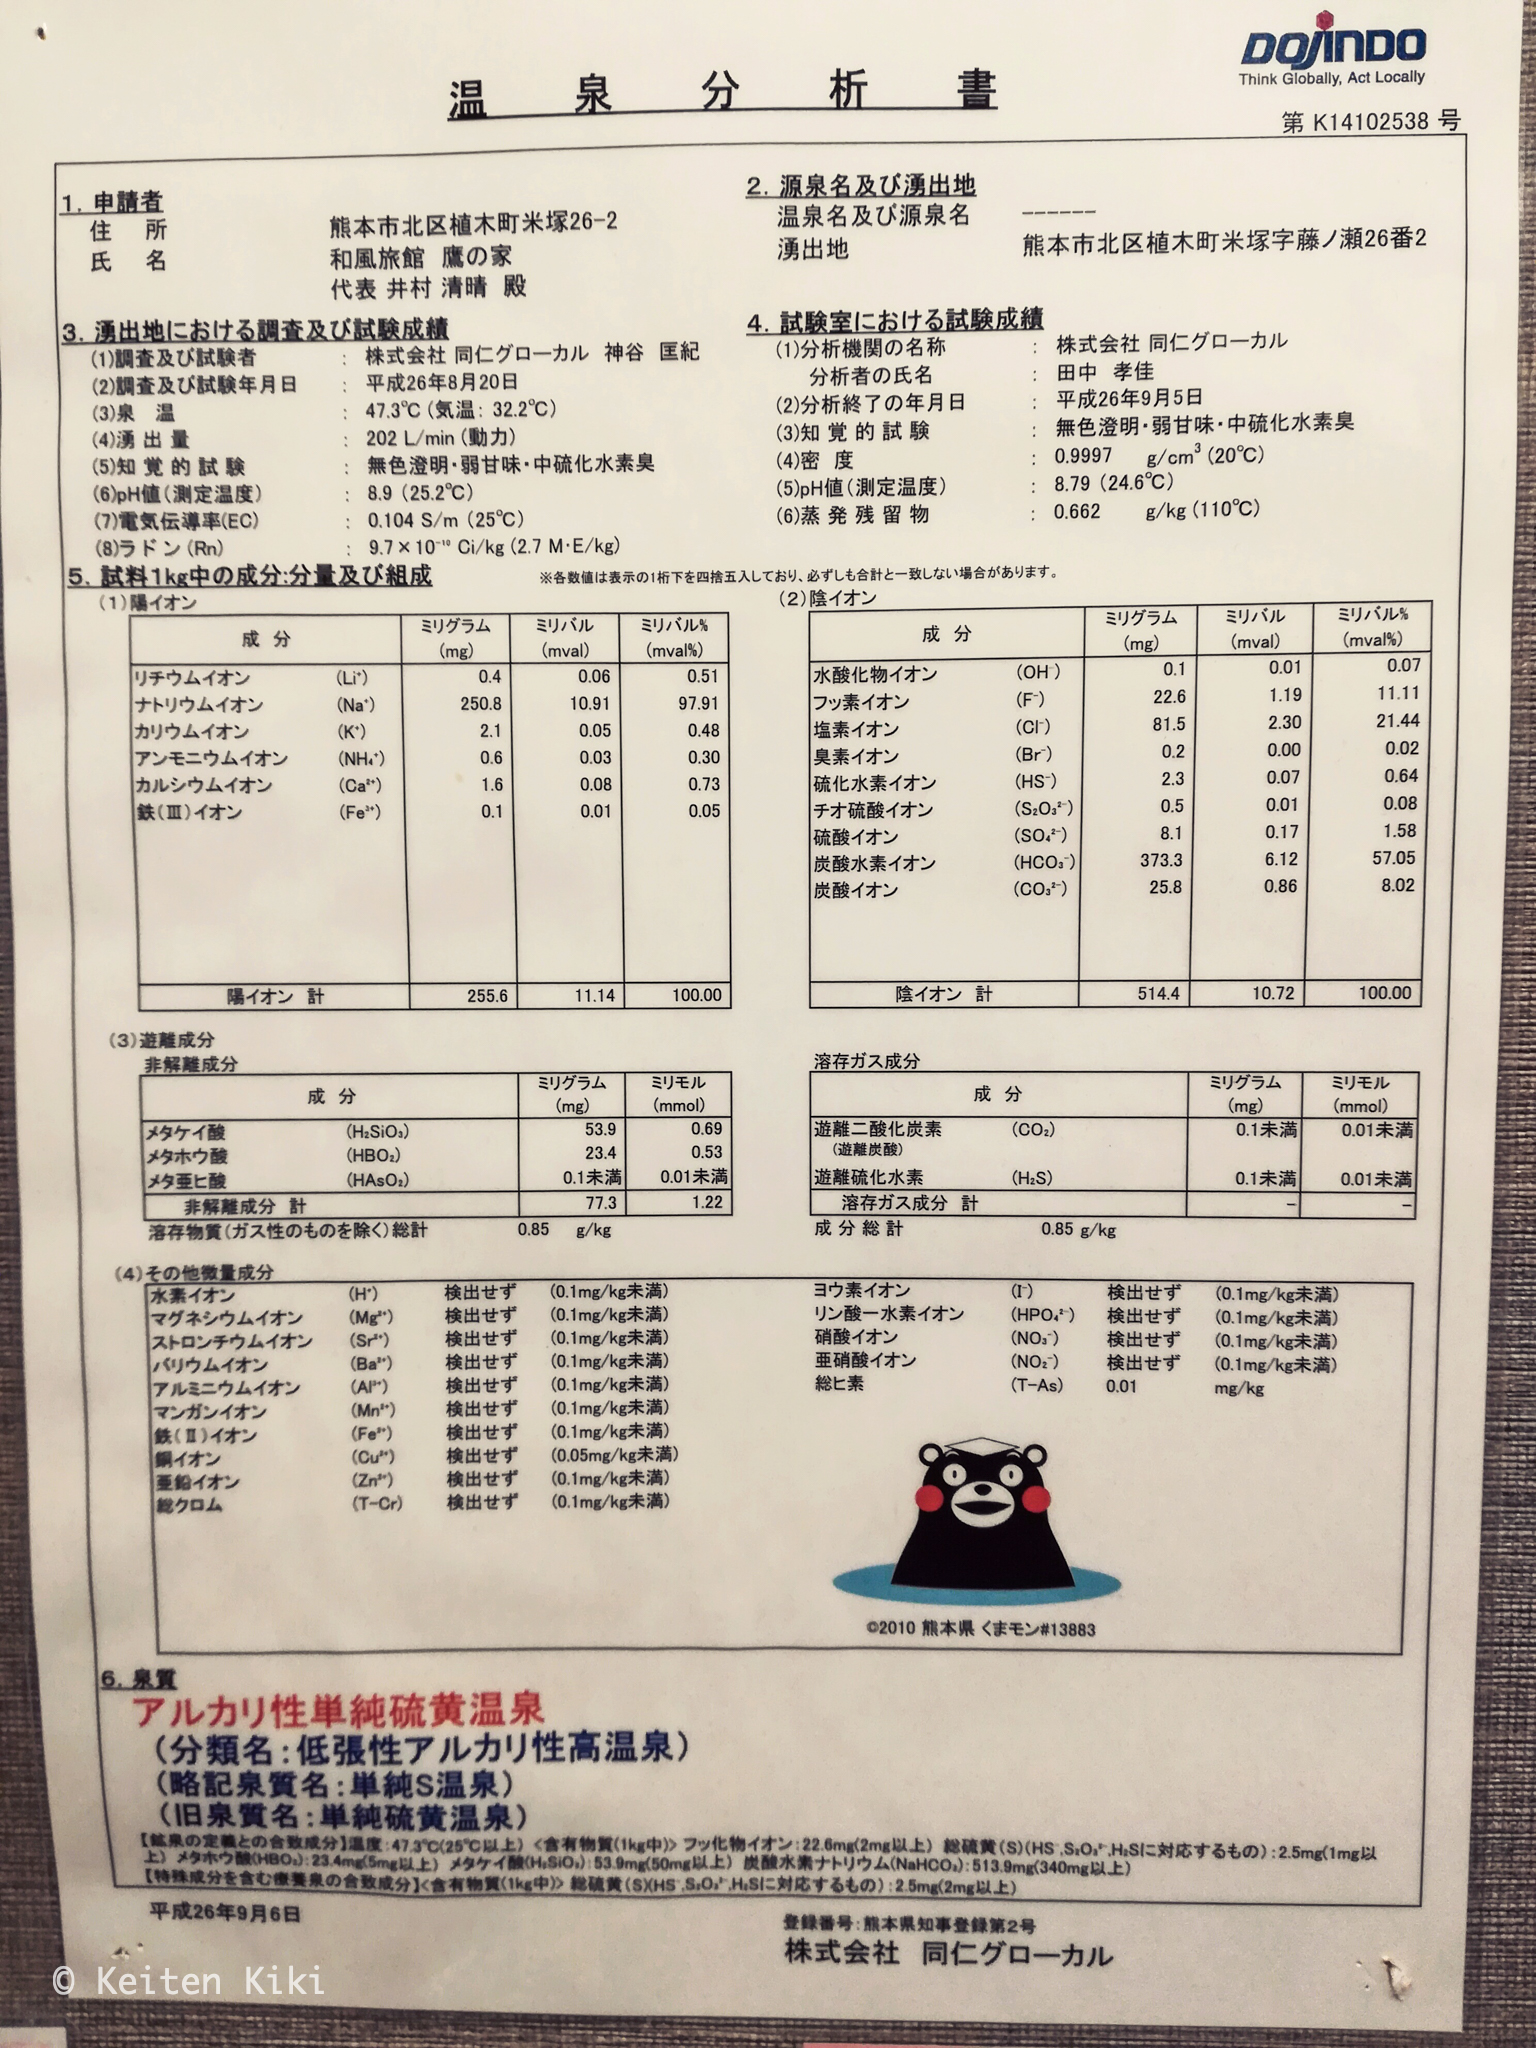 DOJINDO
Think Globally, Act Locally
温泉分析書
第 K14102538 号
1. 申請者
住 所 熊本市北区植木町米塚26-2
氏 名 和風旅館 鷹の家
代表 井村 清晴 殿
2. 源泉名及び湧出地
温泉名及び源泉名 ------
湧出地 熊本市北区植木町米塚字藤ノ瀬26番2
3. 湧出地における調査及び試験成績
(1)調査及び試験者 : 株式会社 同仁グローカル 神谷 匡紀
(2)調査及び試験年月日 : 平成26年8月20日
(3)泉 温 : 47.3℃ (気温: 32.2℃)
(4)湧 出 量 : 202 L/min (動力)
(5)知 覚 的 試 験 : 無色澄明・弱甘味・中硫化水素臭
(6)pH値(測定温度) : 8.9 (25.2℃)
(7)電気伝導率(EC) : 0.104 S/m (25℃)
(8)ラ ド ン (Rn) : 9.7×10⁻¹⁰ Ci/kg (2.7 M・E/kg)
4. 試験室における試験成績
(1)分析機関の名称 : 株式会社 同仁グローカル
分析者の氏名 : 田中 孝佳
(2)分析終了の年月日 : 平成26年9月5日
(3)知 覚 的 試 験 : 無色澄明・弱甘味・中硫化水素臭
(4)密 度 : 0.9997 g/cm³ (20℃)
(5)pH値(測定温度) : 8.79 (24.6℃)
(6)蒸 発 残 留 物 : 0.662 g/kg (110℃)
5. 試料1kg中の成分:分量及び組成 ※各数値は表示の1桁下を四捨五入しており、必ずしも合計と一致しない場合があります。
(1)陽イオン
成 分 ミリグラム (mg) ミリバル (mval) ミリバル% (mval%)
リチウムイオン (Li⁺) 0.4 0.06 0.51
ナトリウムイオン (Na⁺) 250.8 10.91 97.91
カリウムイオン (K⁺) 2.1 0.05 0.48
アンモニウムイオン (NH₄⁺) 0.6 0.03 0.30
カルシウムイオン (Ca²⁺) 1.6 0.08 0.73
鉄(Ⅲ)イオン (Fe³⁺) 0.1 0.01 0.05
陽イオン 計 255.6 11.14 100.00
(2)陰イオン
成 分 ミリグラム (mg) ミリバル (mval) ミリバル% (mval%)
水酸化物イオン (OH⁻) 0.1 0.01 0.07
フッ素イオン (F⁻) 22.6 1.19 11.11
塩素イオン (Cl⁻) 81.5 2.30 21.44
臭素イオン (Br⁻) 0.2 0.00 0.02
硫化水素イオン (HS⁻) 2.3 0.07 0.64
チオ硫酸イオン (S₂O₃²⁻) 0.5 0.01 0.08
硫酸イオン (SO₄²⁻) 8.1 0.17 1.58
炭酸水素イオン (HCO₃⁻) 373.3 6.12 57.05
炭酸イオン (CO₃²⁻) 25.8 0.86 8.02
陰イオン 計 514.4 10.72 100.00
(3)遊離成分
非解離成分
成 分 ミリグラム (mg) ミリモル (mmol)
メタケイ酸 (H₂SiO₃) 53.9 0.69
メタホウ酸 (HBO₂) 23.4 0.53
メタ亜ヒ酸 (HAsO₂) 0.1未満 0.01未満
非解離成分 計 77.3 1.22
溶存物質(ガス性のものを除く)総計 0.85 g/kg
溶存ガス成分
成 分 ミリグラム (mg) ミリモル (mmol)
遊離二酸化炭素 (CO₂) 0.1未満 0.01未満
(遊離炭酸)
遊離硫化水素 (H₂S) 0.1未満 0.01未満
溶存ガス成分 計 – –
成 分 総 計 0.85 g/kg
(4)その他微量成分
水素イオン (H⁺) 検出せず (0.1mg/kg未満)
マグネシウムイオン (Mg²⁺) 検出せず (0.1mg/kg未満)
ストロンチウムイオン (Sr²⁺) 検出せず (0.1mg/kg未満)
バリウムイオン (Ba²⁺) 検出せず (0.1mg/kg未満)
アルミニウムイオン (Al³⁺) 検出せず (0.1mg/kg未満)
マンガンイオン (Mn²⁺) 検出せず (0.1mg/kg未満)
鉄(Ⅱ)イオン (Fe²⁺) 検出せず (0.1mg/kg未満)
銅イオン (Cu²⁺) 検出せず (0.05mg/kg未満)
亜鉛イオン (Zn²⁺) 検出せず (0.1mg/kg未満)
総クロム (T-Cr) 検出せず (0.1mg/kg未満)
ヨウ素イオン (I⁻) 検出せず (0.1mg/kg未満)
リン酸一水素イオン (HPO₄²⁻) 検出せず (0.1mg/kg未満)
硝酸イオン (NO₃⁻) 検出せず (0.1mg/kg未満)
亜硝酸イオン (NO₂⁻) 検出せず (0.1mg/kg未満)
総ヒ素 (T-As) 0.01 mg/kg
©2010 熊本県 くまモン#13883
6. 泉質
アルカリ性単純硫黄温泉
(分類名:低張性アルカリ性高温泉)
(略記泉質名:単純S温泉)
(旧泉質名:単純硫黄温泉)
【鉱泉の定義との合致成分】温度:47.3℃(25℃以上) <含有物質(1kg中)> フッ化物イオン:22.6mg(2mg以上) 総硫黄(S)(HS⁻,S₂O₃²⁻,H₂Sに対応するもの):2.5mg(1mg以
上) メタホウ酸(HBO₂):23.4mg(5mg以上) メタケイ酸(H₂SiO₃):53.9mg(50mg以上) 炭酸水素ナトリウム(NaHCO₃):513.9mg(340mg以上)
【特殊成分を含む療養泉の合致成分】<含有物質(1kg中)> 総硫黄(S)(HS⁻,S₂O₃²⁻,H₂Sに対応するもの):2.5mg(2mg以上)
平成26年9月6日
登録番号:熊本県知事登録第2号
株式会社 同仁グローカル
© Keiten Kiki